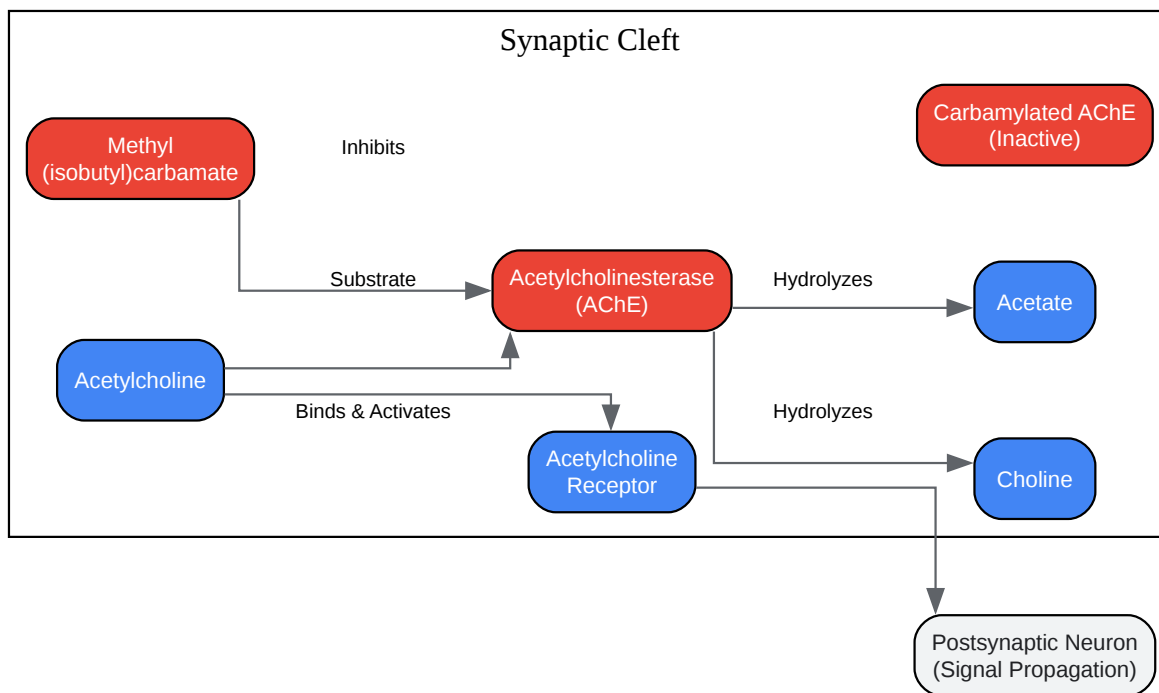 Synaptic Cleft
Carbamylated AChE
(Inactive)
Methyl
(isobutyl)carbamate
Inhibits
Substrate
Acetylcholinesterase
(AChE)
Hydrolyzes
Acetate
Acetylcholine
Binds & Activates
Hydrolyzes
Acetylcholine
Receptor
Choline
Postsynaptic Neuron
(Signal Propagation)